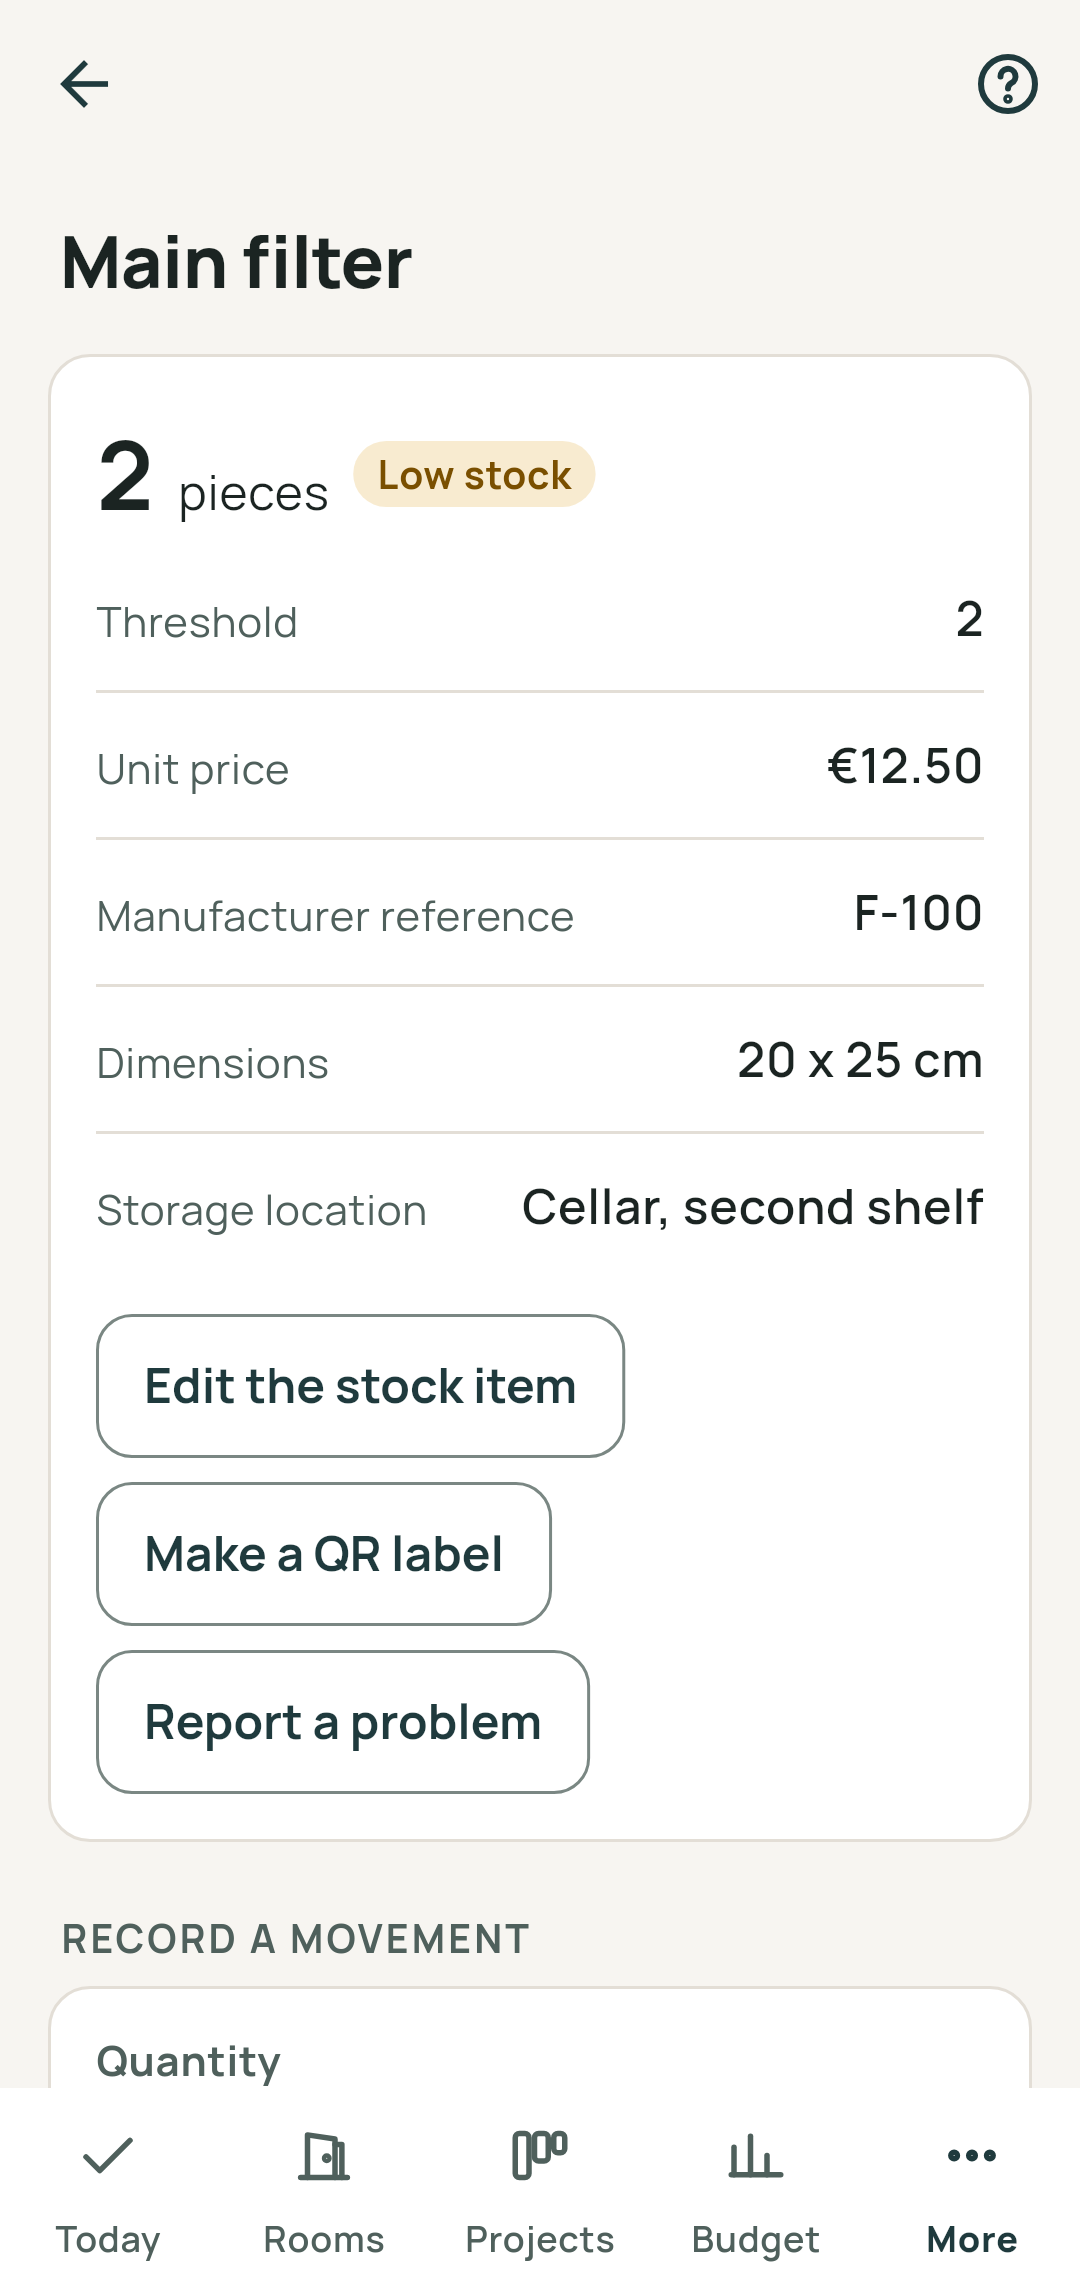 Main filter
2 pieces Low stock
Threshold 2
Unit price €12.50
Manufacturer reference F-100
Dimensions 20 x 25 cm
Storage location Cellar, second shelf
Edit the stock item
Make a QR label
Report a problem
RECORD A MOVEMENT
Quantity
Today Rooms Projects Budget More